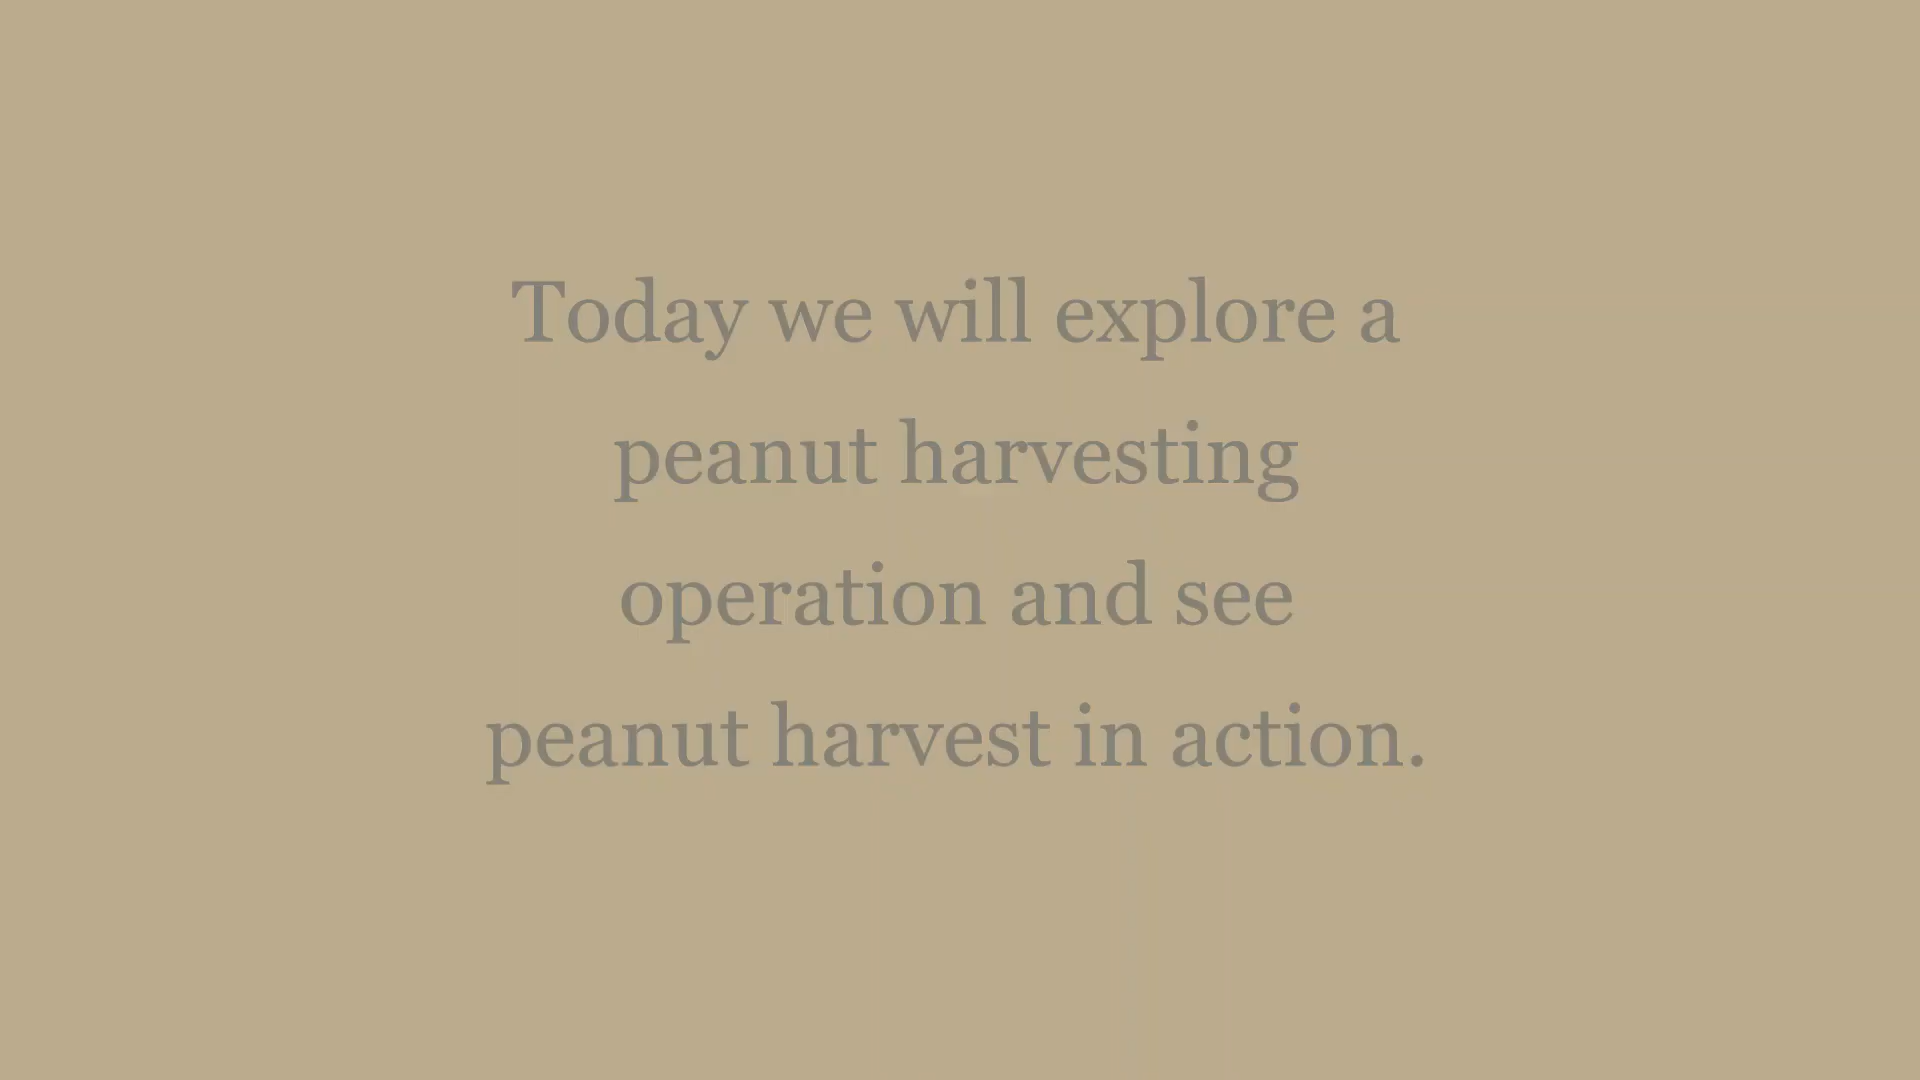 Today we will explore a
peanut harvesting
operation and see
peanut harvest in action.